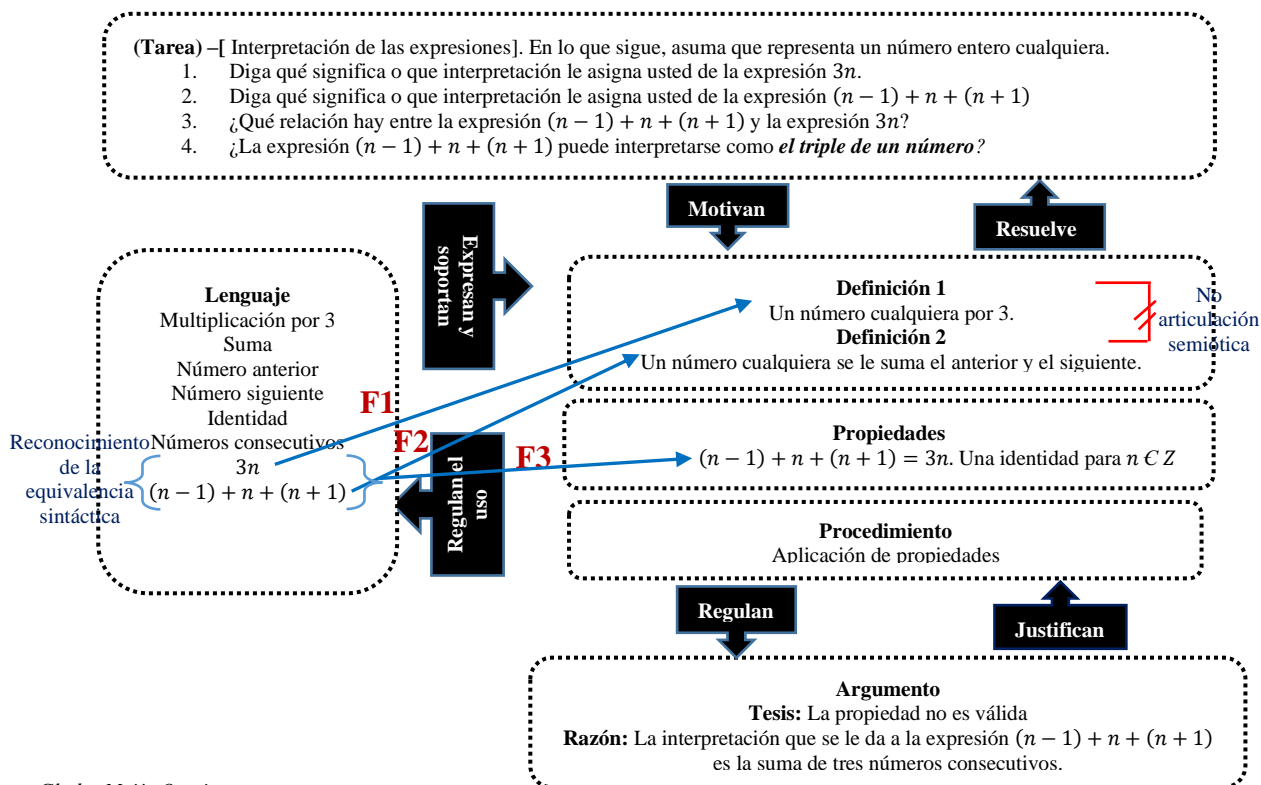 (Tarea) –[ Interpretación de las expresiones]. En lo que sigue, asuma que representa un número entero cualquiera.
1. Diga qué significa o que interpretación le asigna usted de la expresión 3𝑛.
2. Diga qué significa o que interpretación le asigna usted de la expresión (𝑛 − 1) + 𝑛 + (𝑛 + 1)
3. ¿Qué relación hay entre la expresión (𝑛 − 1) + 𝑛 + (𝑛 + 1) y la expresión 3𝑛?
4. ¿La expresión (𝑛 − 1) + 𝑛 + (𝑛 + 1) puede interpretarse como el triple de un número?
Motivan
Resuelve
Expresan y
soportan
Lenguaje
Multiplicación por 3
Suma
Número anterior
Número siguiente
Identidad
Números consecutivos
3𝑛
(𝑛 − 1) + 𝑛 + (𝑛 + 1)
Reconocimiento
de la
equivalencia
sintáctica
F1
F2
F3
Regulan el
uso
Definición 1
Un número cualquiera por 3.
Definición 2
Un número cualquiera se le suma el anterior y el siguiente.
No
articulación
semiótica
Propiedades
(𝑛 − 1) + 𝑛 + (𝑛 + 1) = 3𝑛. Una identidad para 𝑛 Є 𝑍
Procedimiento
Aplicación de propiedades
Regulan
Justifican
Argumento
Tesis: La propiedad no es válida
Razón: La interpretación que se le da a la expresión (𝑛 − 1) + 𝑛 + (𝑛 + 1)
es la suma de tres números consecutivos.